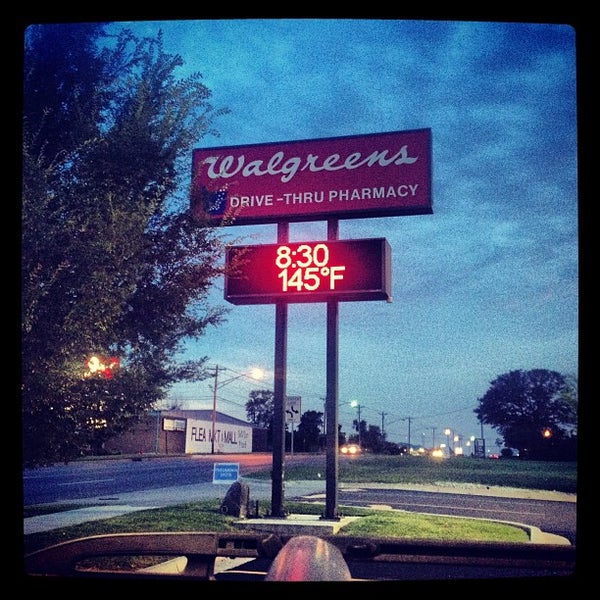 Walgreens
DRIVE-THRU PHARMACY
8:30
145°F
FLEA MKT MALL